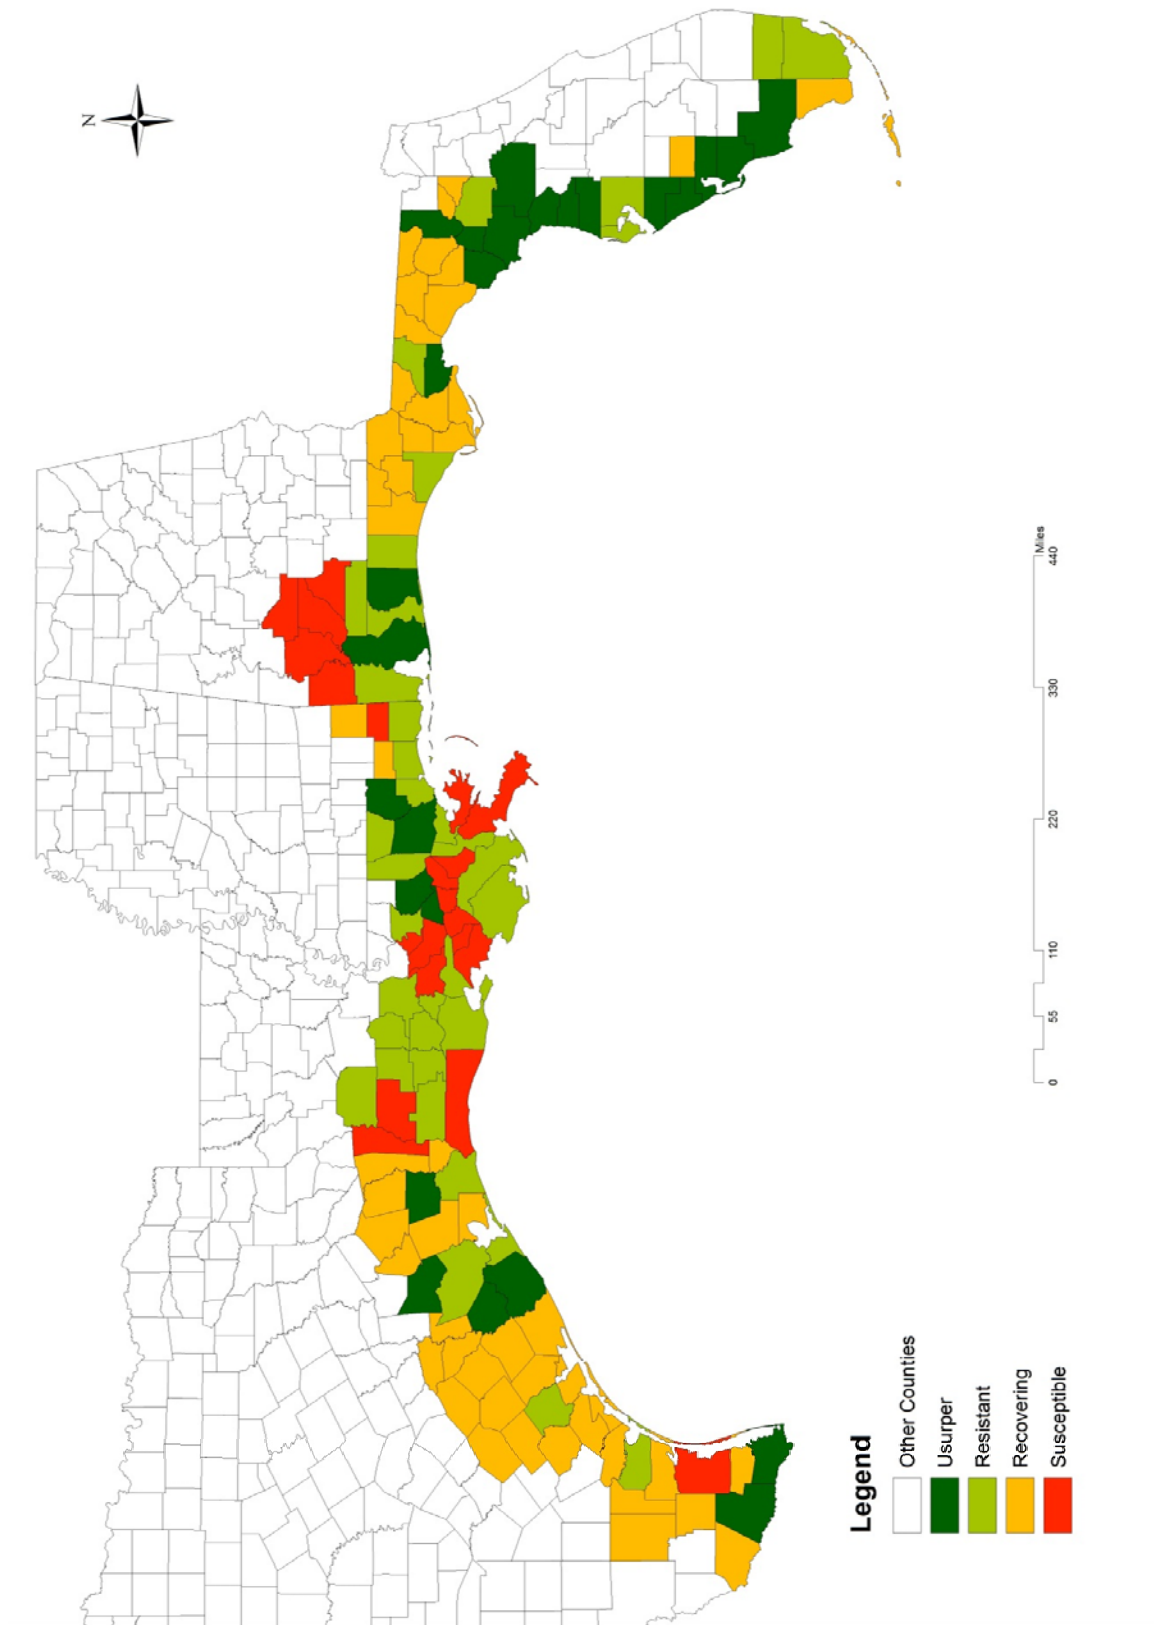 N
Legend
Other Counties
Usurper
Resistant
Recovering
Susceptible
0 55 110 220 330 440
Miles